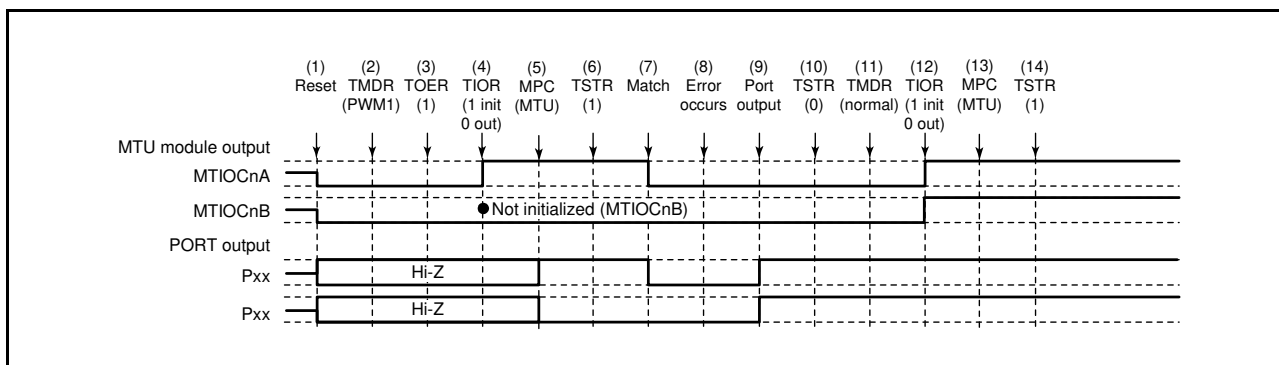 (1) (2) (3) (4) (5) (6) (7) (8) (9) (10) (11) (12) (13) (14)
Reset TMDR TOER TIOR MPC TSTR Match Error Port TSTR TMDR TIOR MPC TSTR
(PWM1) (1) (1 init (MTU) (1) occurs output (0) (normal) (1 init (MTU) (1)
0 out) 0 out)
MTU module output
MTIOCnA
MTIOCnB
Not initialized (MTIOCnB)
PORT output
Pxx
Hi-Z
Pxx
Hi-Z